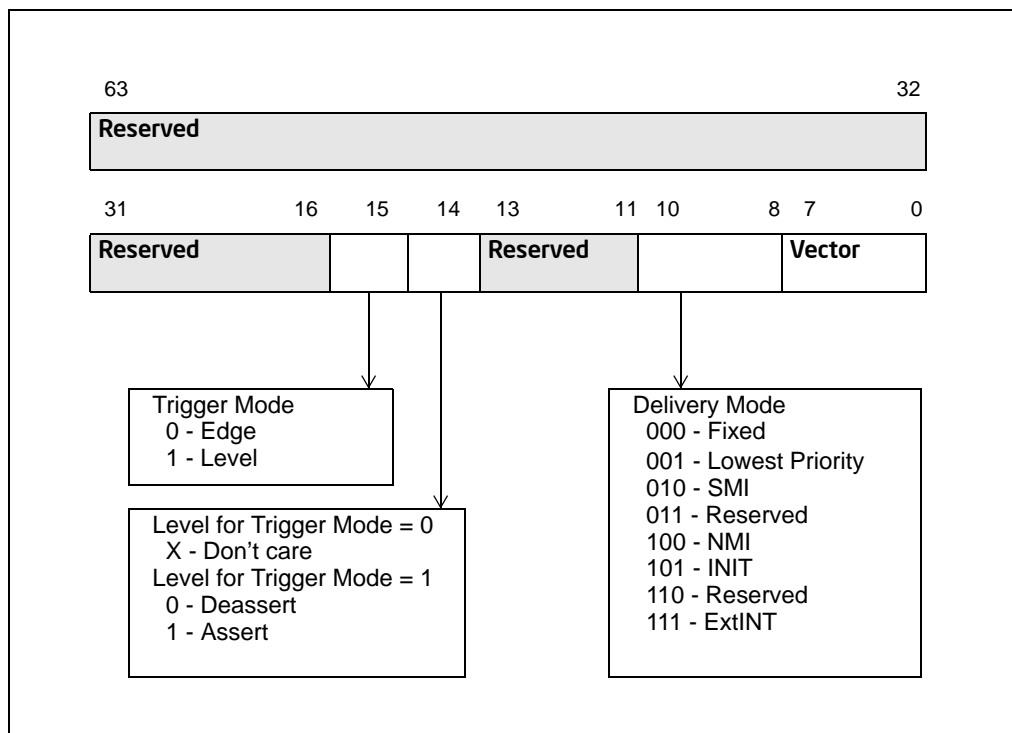 63 32
Reserved
31 16 15 14 13 11 10 8 7 0
Reserved Reserved Vector
Trigger Mode
0 - Edge
1 - Level
Level for Trigger Mode = 0
X - Don't care
Level for Trigger Mode = 1
0 - Deassert
1 - Assert
Delivery Mode
000 - Fixed
001 - Lowest Priority
010 - SMI
011 - Reserved
100 - NMI
101 - INIT
110 - Reserved
111 - ExtINT